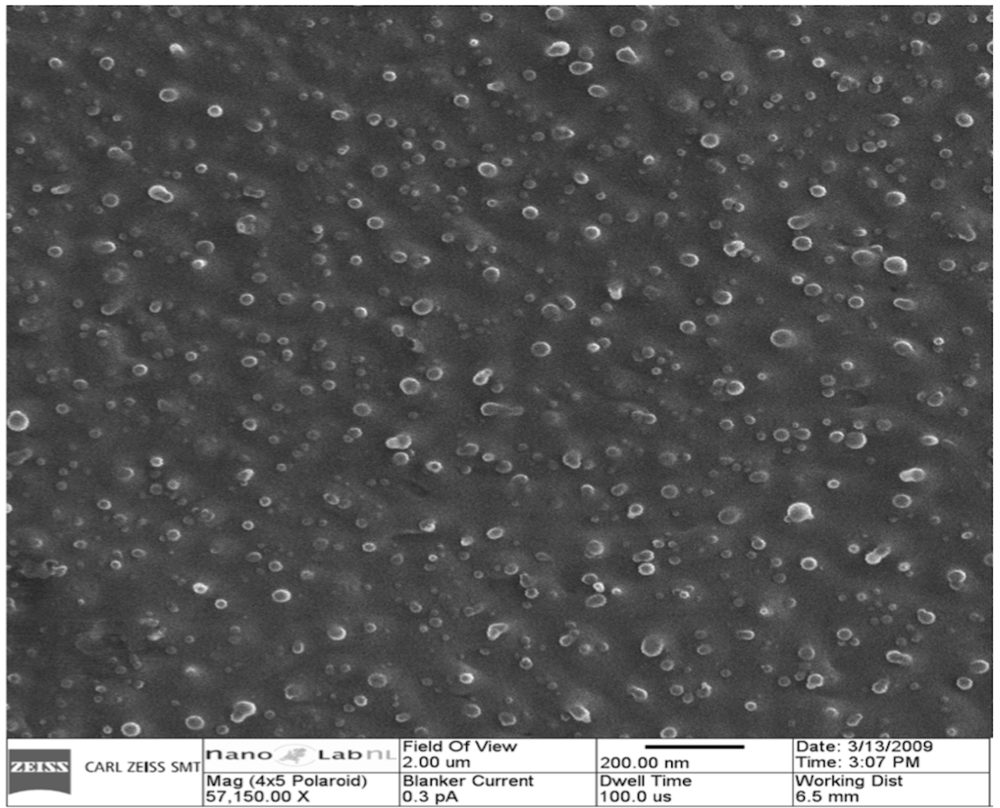 ZEISS
CARL ZEISS SMT
nano LabNL
Mag (4x5 Polaroid)
57,150.00 X
Field Of View
2.00 um
Blanker Current
0.3 pA
200.00 nm
Dwell Time
100.0 us
Date: 3/13/2009
Time: 3:07 PM
Working Dist
6.5 mm